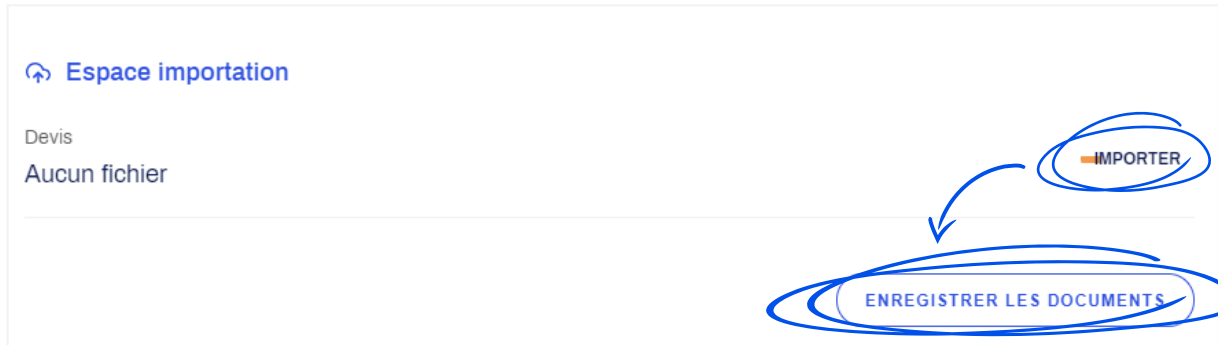 Espace importation
Devis
Aucun fichier
IMPORTER
ENREGISTRER LES DOCUMENTS